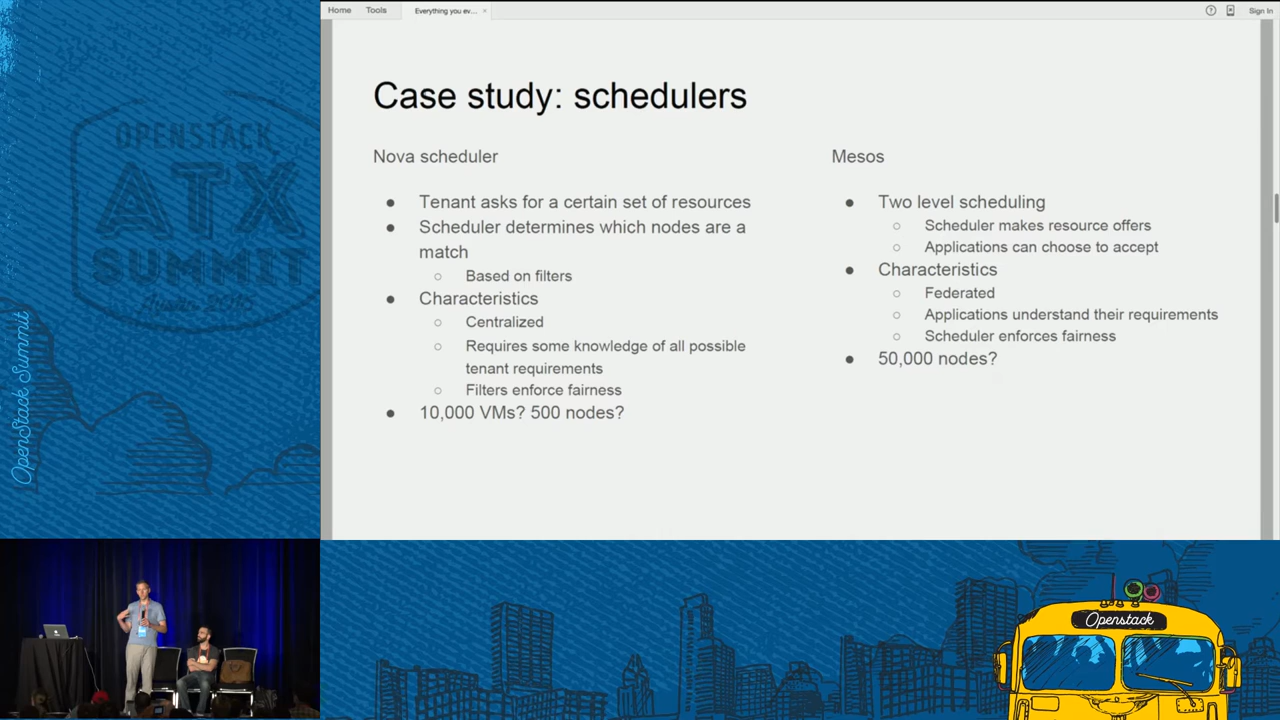 Home Tools Everything you ev... × Sign In
Case study: schedulers
Nova scheduler
● Tenant asks for a certain set of resources
● Scheduler determines which nodes are a
match
○ Based on filters
● Characteristics
○ Centralized
○ Requires some knowledge of all possible
tenant requirements
○ Filters enforce fairness
● 10,000 VMs? 500 nodes?
Mesos
● Two level scheduling
○ Scheduler makes resource offers
○ Applications can choose to accept
● Characteristics
○ Federated
○ Applications understand their requirements
○ Scheduler enforces fairness
● 50,000 nodes?
OPENSTACK
ATX
SUMMIT
Austin 20
OpenStack Summit
Openstack